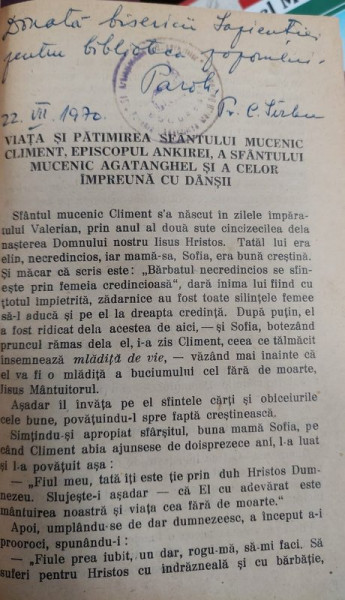 Donată bisericii Sapienției
pentru biblioteca poporului.
Paroh
22. VII. 1970. Pr. C. Sârbu
VIAȚA ȘI PĂTIMIREA SFÂNTULUI MUCENIC
CLIMENT, EPISCOPUL ANKIREI, A SFÂNTULUI
MUCENIC AGATANGHEL ȘI A CELOR
ÎMPREUNĂ CU DÂNȘII
Sfântul mucenic Climent s'a născut în zilele împăra-
tului Valerian, prin anul al două sute cincizecilea dela
nașterea Domnului nostru Iisus Hristos. Tatăl lui era
elin, necredincios, iar mamă-sa, Sofia, era bună creștină.
Și măcar că scris este: „Bărbatul necredincios se sfin-
ește prin femeia credincioasă", dară inima lui fiind cu
totul împietrită, zădarnice au fost toate silințele femee
să-l aducă și pe el la dreapta credință. După puțin, el
a fost ridicat dela acestea de aici, — și Sofia, botezând
pruncul rămas dela el, i-a zis Climent, ceea ce tâlmăcit
însemnează mlădiță de vie, — văzând mai înainte că
el va fi o mlădiță a buciumului cel fără de moarte,
Iisus Mântuitorul.
Așadar îl învăța pe el sfintele cărți și obiceiurile
cele bune, povățuindu-l spre faptă creștinească.
Simțindu-și apropiat sfârșitul, buna mamă Sofia, pe
când Climent abia ajunsese de doisprezece ani, l-a luat
și l-a povățuit așa :
— „Fiul meu, tată îți este ție prin duh Hristos Dum-
nezeu. Slujește-i așadar — că El cu adevărat este
mântuirea noastră și viața cea fără de moarte."
Apoi, umplându-se de dar dumnezeesc, a început a-i
prooroci, spunându-i :
— „Fiule prea iubit, un dar, rogu-mă, să-mi faci. Să
suferi pentru Hristos cu îndrăzneală și cu bărbăție,